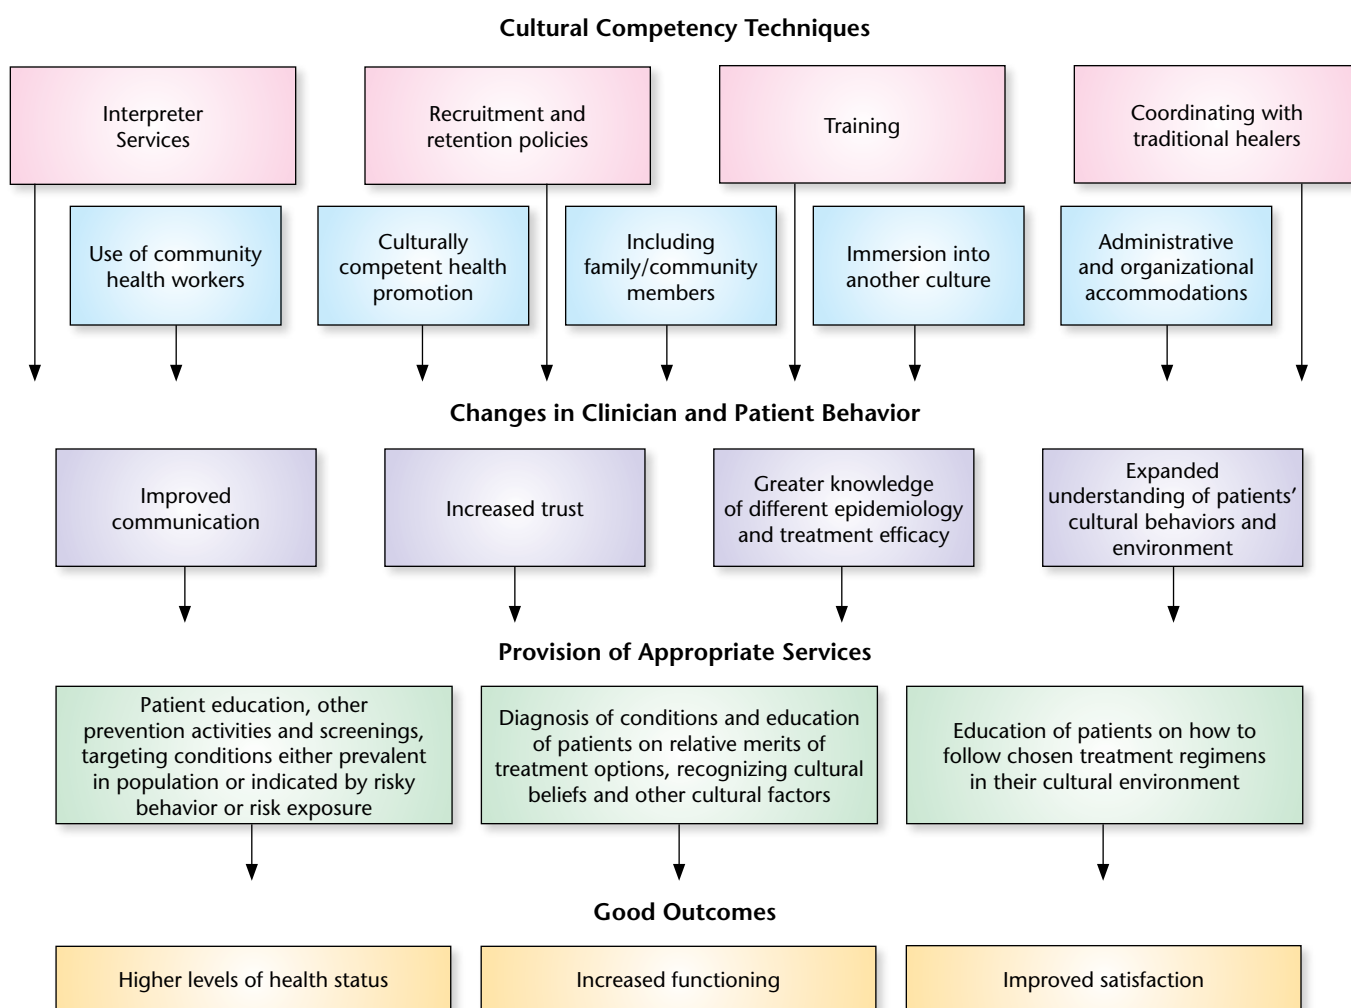 Cultural Competency Techniques
Interpreter
Services
Recruitment and
retention policies
Training
Coordinating with
traditional healers
Use of community
health workers
Culturally
competent health
promotion
Including
family/community
members
Immersion into
another culture
Administrative
and organizational
accommodations
Changes in Clinician and Patient Behavior
Improved
communication
Increased trust
Greater knowledge
of different epidemiology
and treatment efficacy
Expanded
understanding of patients’
cultural behaviors and
environment
Provision of Appropriate Services
Patient education, other
prevention activities and screenings,
targeting conditions either prevalent
in population or indicated by risky
behavior or risk exposure
Diagnosis of conditions and education
of patients on relative merits of
treatment options, recognizing cultural
beliefs and other cultural factors
Education of patients on how to
follow chosen treatment regimens
in their cultural environment
Good Outcomes
Higher levels of health status
Increased functioning
Improved satisfaction